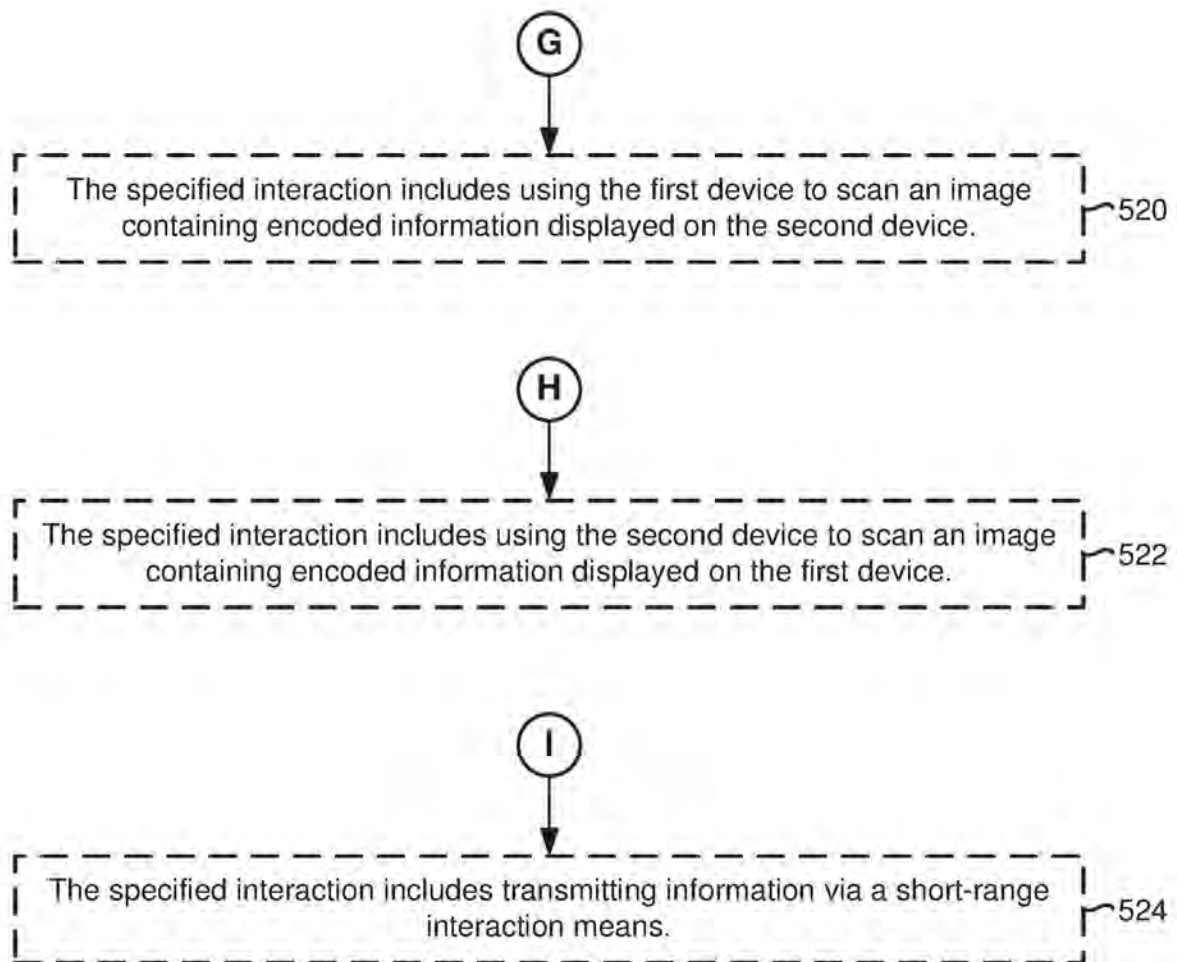 G
The specified interaction includes using the first device to scan an image
containing encoded information displayed on the second device.
520
H
The specified interaction includes using the second device to scan an image
containing encoded information displayed on the first device.
522
I
The specified interaction includes transmitting information via a short-range
interaction means.
524